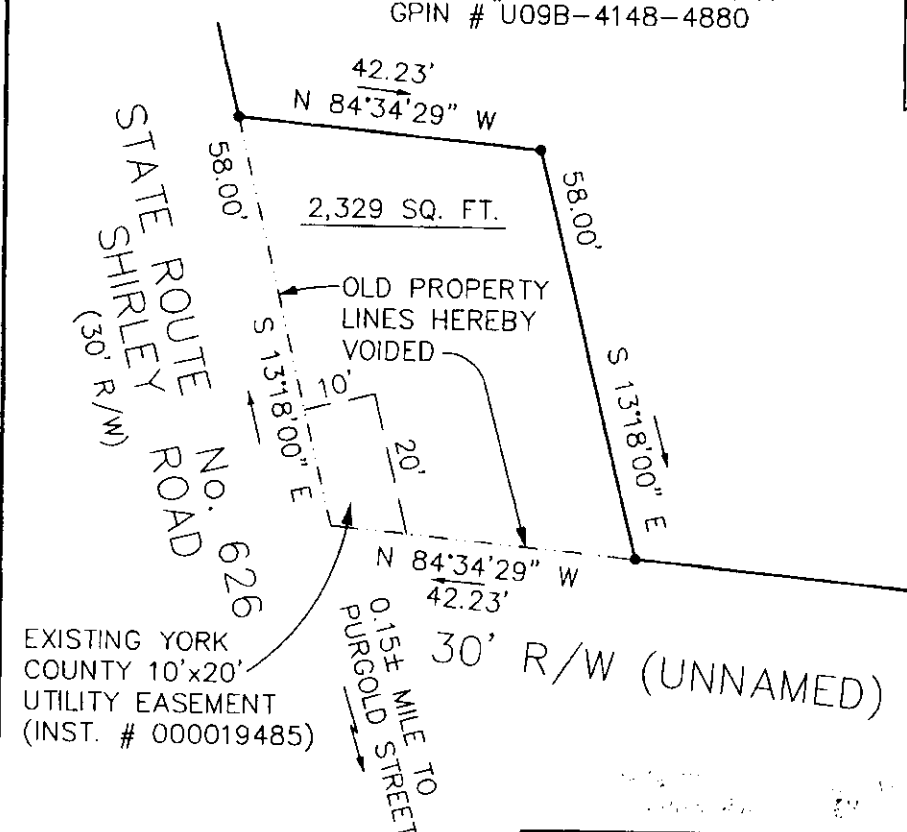 GPIN # U09B-4148-4880
42.23'
N 84°34'29" W
58.00'
2,329 SQ. FT.
58.00'
STATE ROUTE No. 626
SHIRLEY ROAD
(30' R/W)
OLD PROPERTY
LINES HEREBY
VOIDED
S 13°18'00" E
10'
20'
S 13°18'00" E
N 84°34'29" W
42.23'
EXISTING YORK
COUNTY 10'x20'
UTILITY EASEMENT
(INST. # 000019485)
0.15± MILE TO
PURGOLD STREET
30' R/W (UNNAMED)